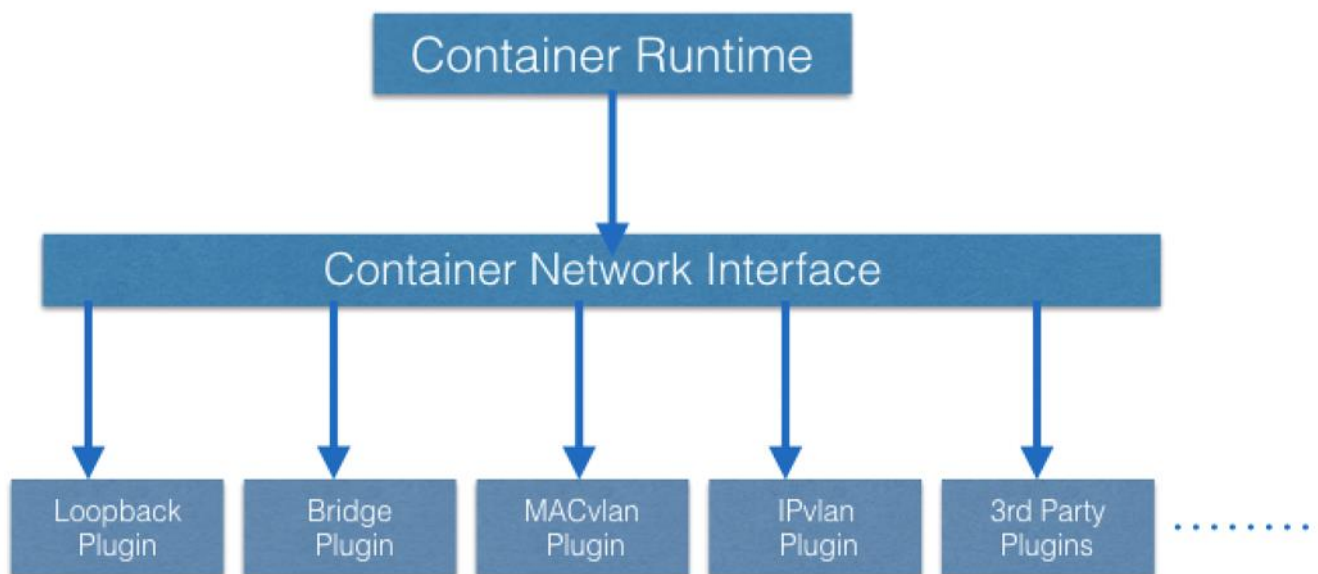 Container Runtime
Container Network Interface
Loopback
Plugin
Bridge
Plugin
MACvlan
Plugin
IPvlan
Plugin
3rd Party
Plugins